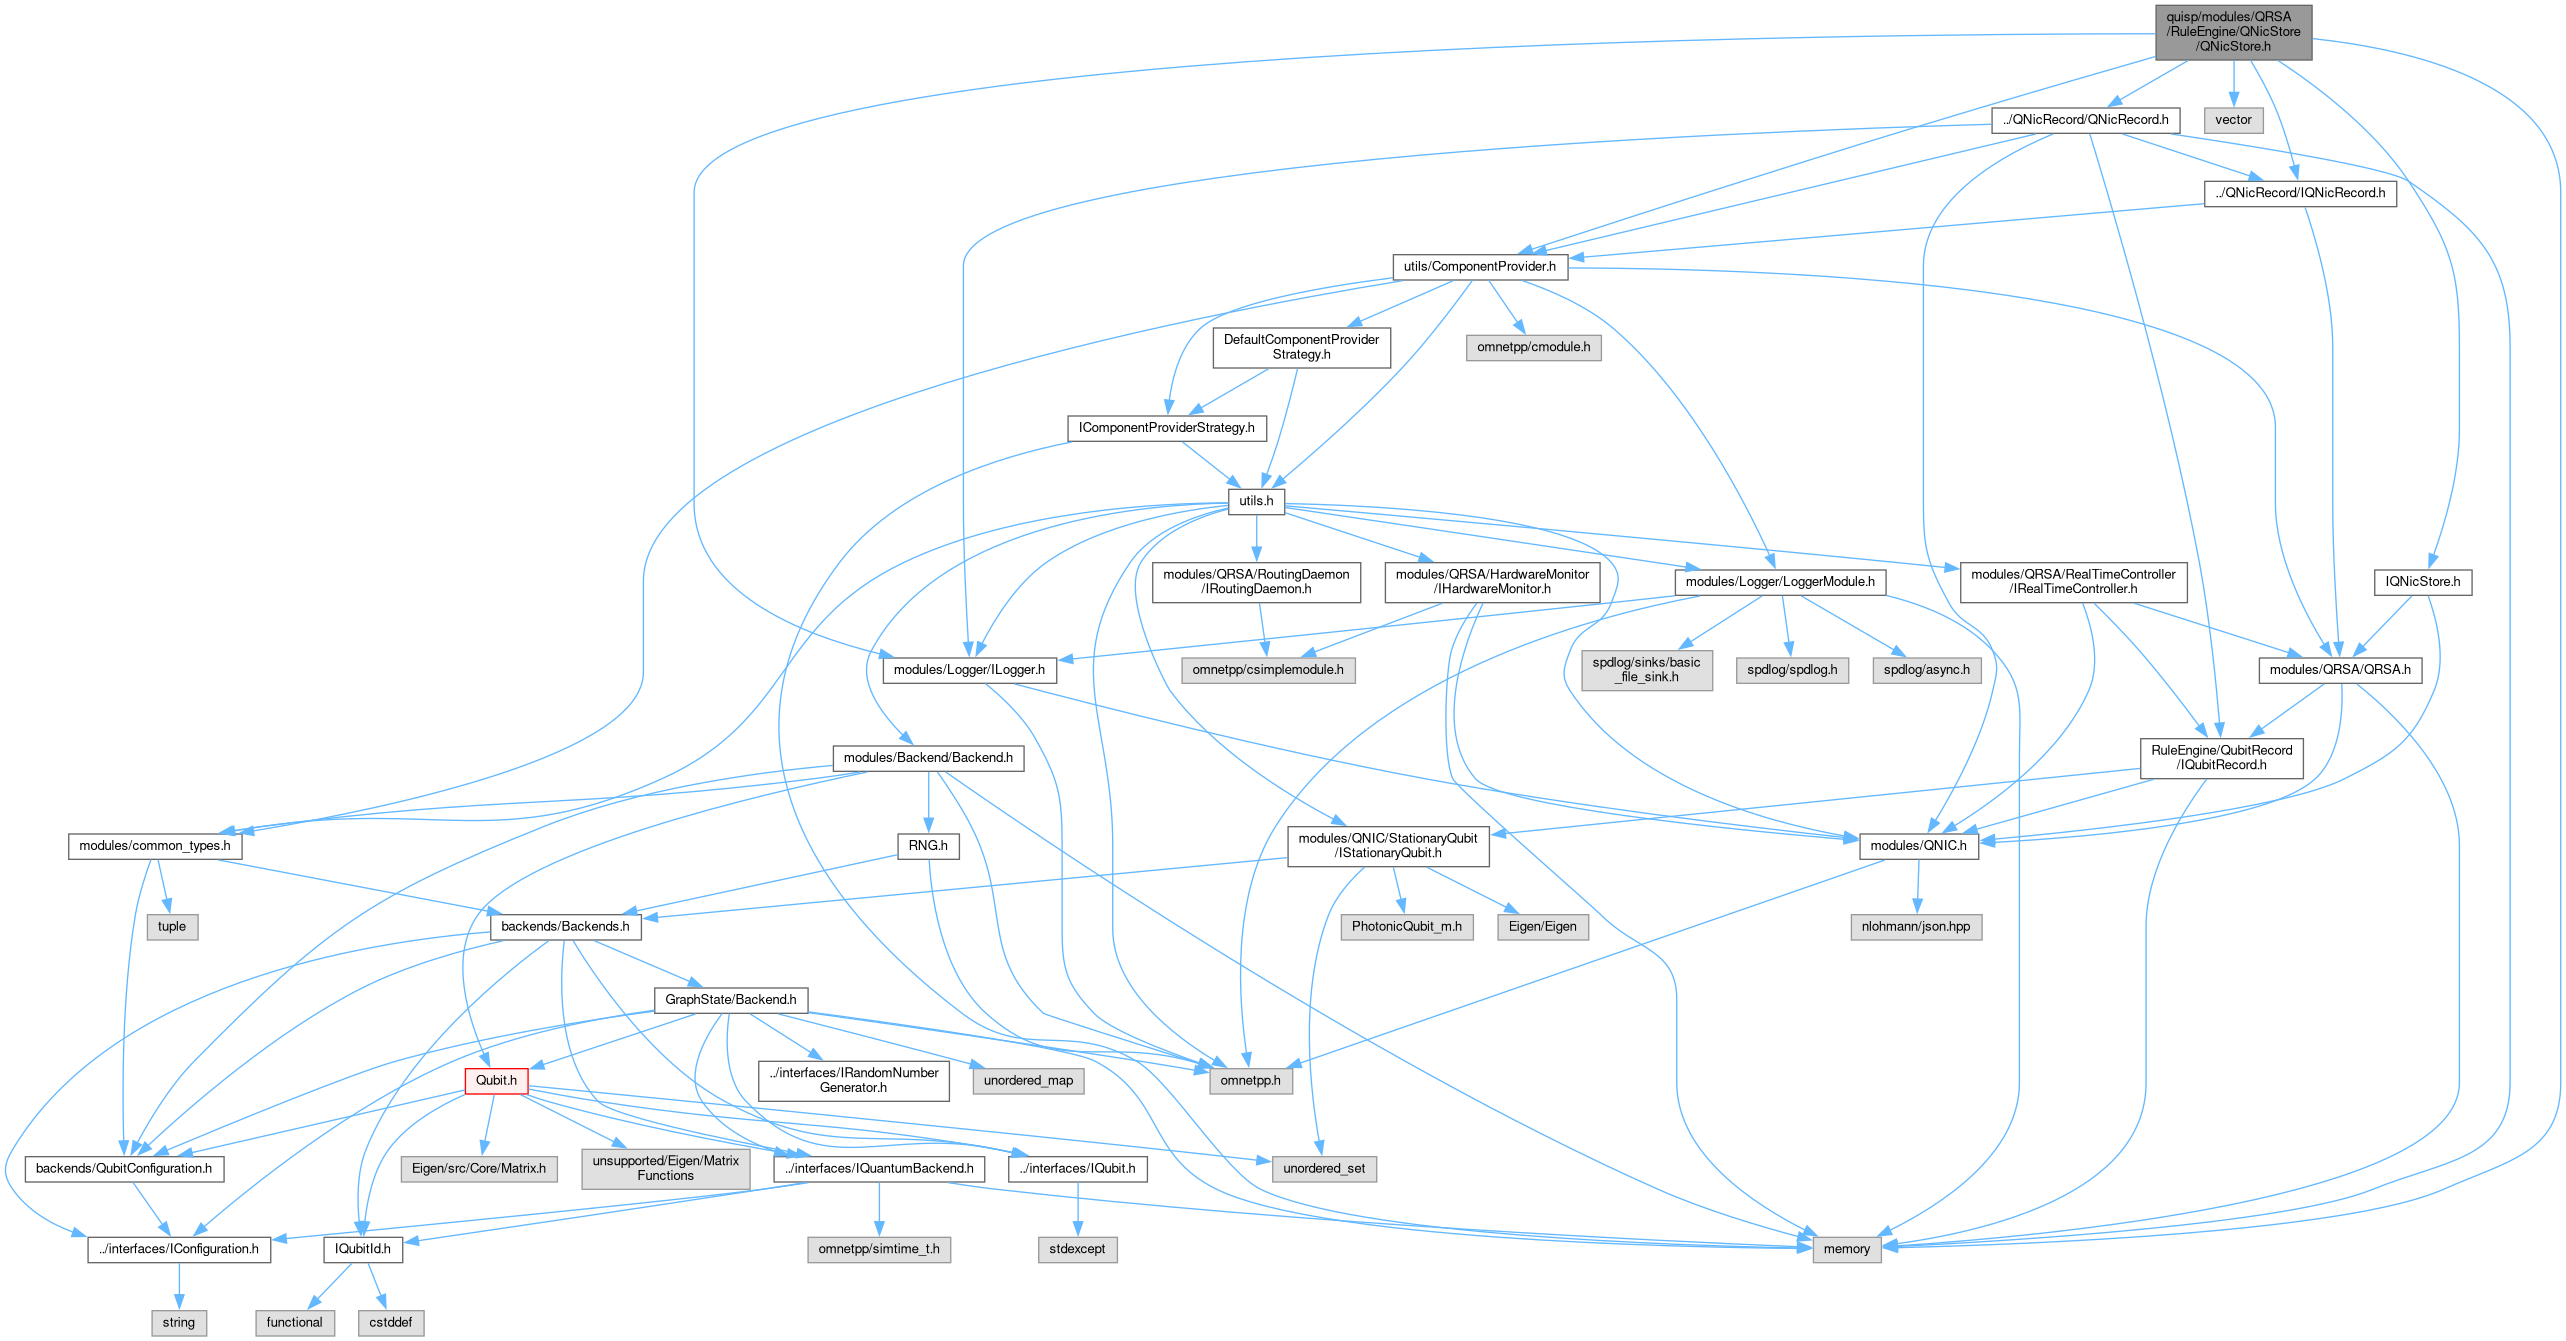 quisp/modules/QRSA
/RuleEngine/QNicStore
/QNicStore.h
../QNicRecord/QNicRecord.h
vector
../QNicRecord/IQNicRecord.h
utils/ComponentProvider.h
DefaultComponentProvider
Strategy.h
omnetpp/cmodule.h
IComponentProviderStrategy.h
utils.h
modules/QRSA/RoutingDaemon
/IRoutingDaemon.h
modules/QRSA/HardwareMonitor
/IHardwareMonitor.h
modules/Logger/LoggerModule.h
modules/QRSA/RealTimeController
/IRealTimeController.h
IQNicStore.h
modules/Logger/ILogger.h
omnetpp/csimplemodule.h
spdlog/sinks/basic
_file_sink.h
spdlog/spdlog.h
spdlog/async.h
modules/QRSA/QRSA.h
modules/Backend/Backend.h
RuleEngine/QubitRecord
/IQubitRecord.h
modules/common_types.h
RNG.h
modules/QNIC/StationaryQubit
/IStationaryQubit.h
modules/QNIC.h
tuple
backends/Backends.h
PhotonicQubit_m.h
Eigen/Eigen
nlohmann/json.hpp
GraphState/Backend.h
Qubit.h
../interfaces/IRandomNumber
Generator.h
unordered_map
omnetpp.h
backends/QubitConfiguration.h
Eigen/src/Core/Matrix.h
unsupported/Eigen/Matrix
Functions
../interfaces/IQuantumBackend.h
../interfaces/IQubit.h
unordered_set
../interfaces/IConfiguration.h
IQubitId.h
omnetpp/simtime_t.h
stdexcept
memory
string
functional
cstddef